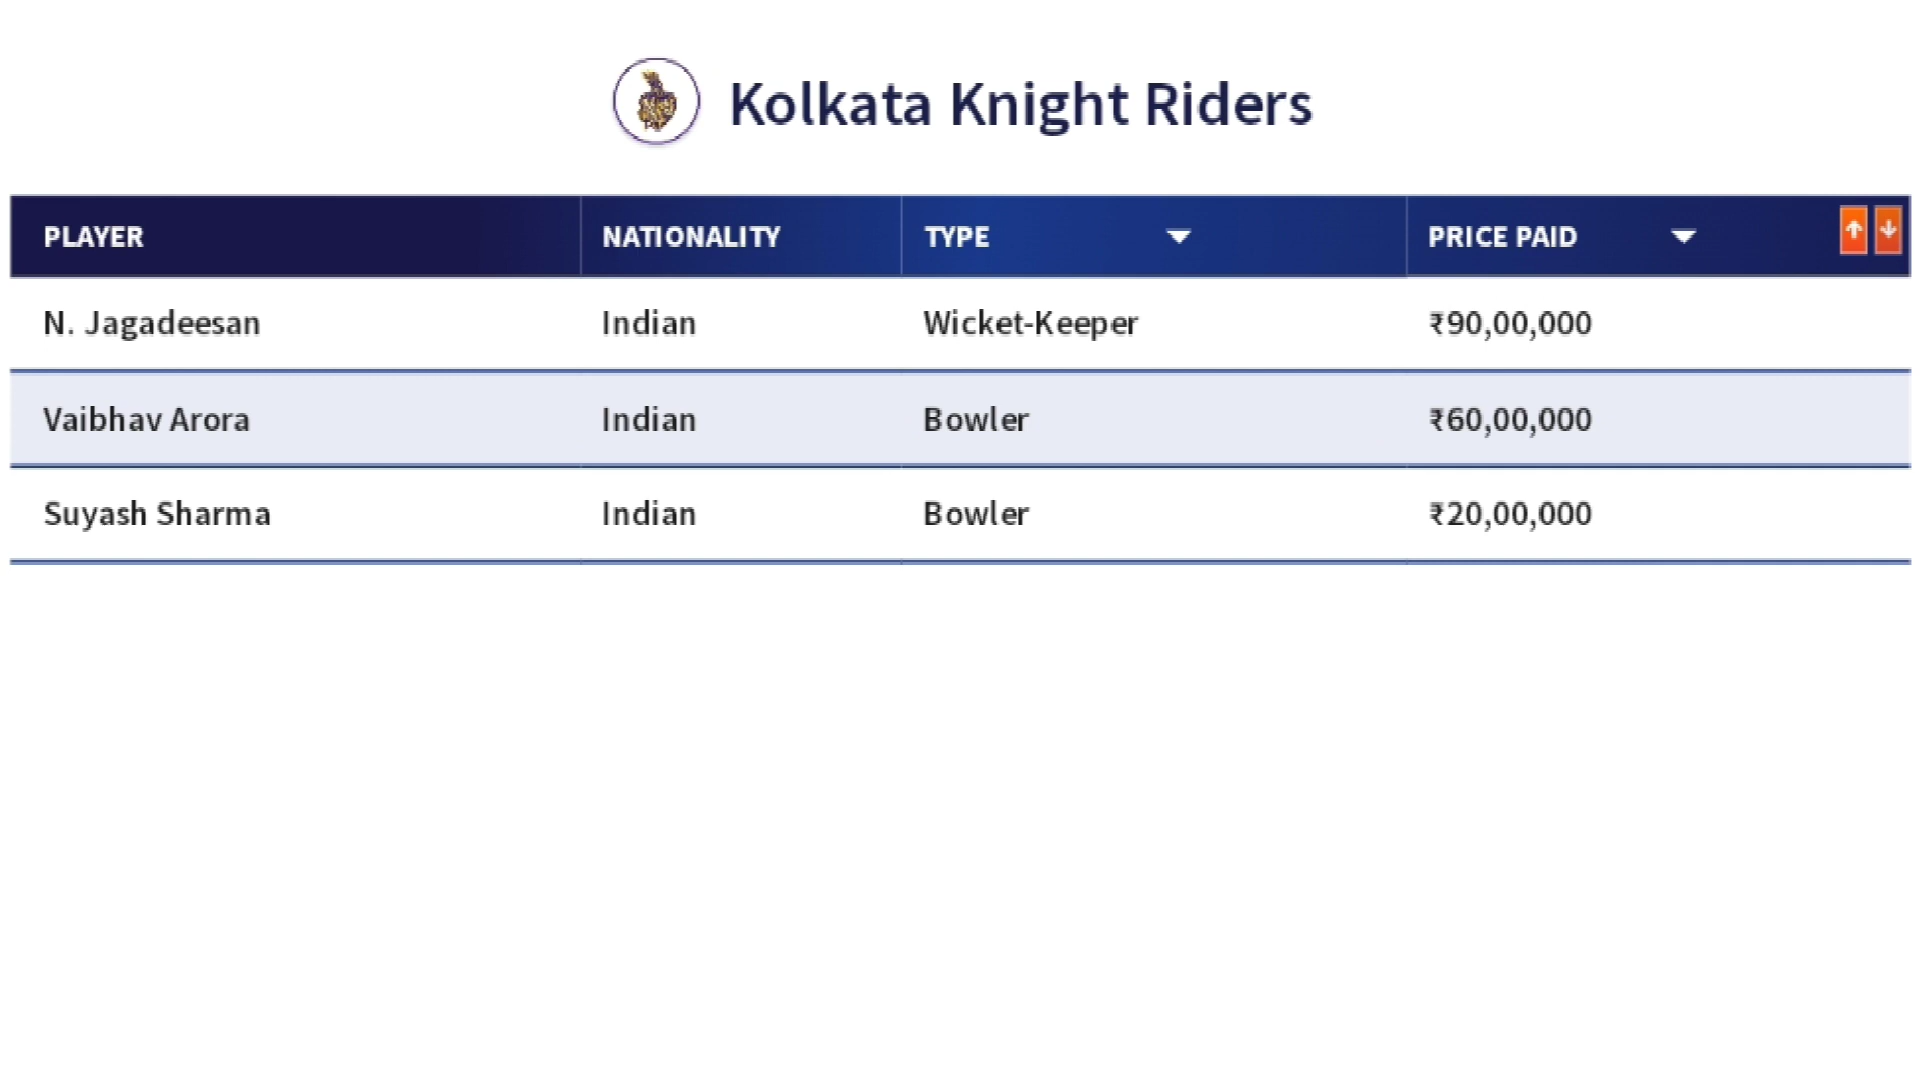 Kolkata Knight Riders
PLAYER NATIONALITY TYPE PRICE PAID
N. Jagadeesan Indian Wicket-Keeper ₹90,00,000
Vaibhav Arora Indian Bowler ₹60,00,000
Suyash Sharma Indian Bowler ₹20,00,000